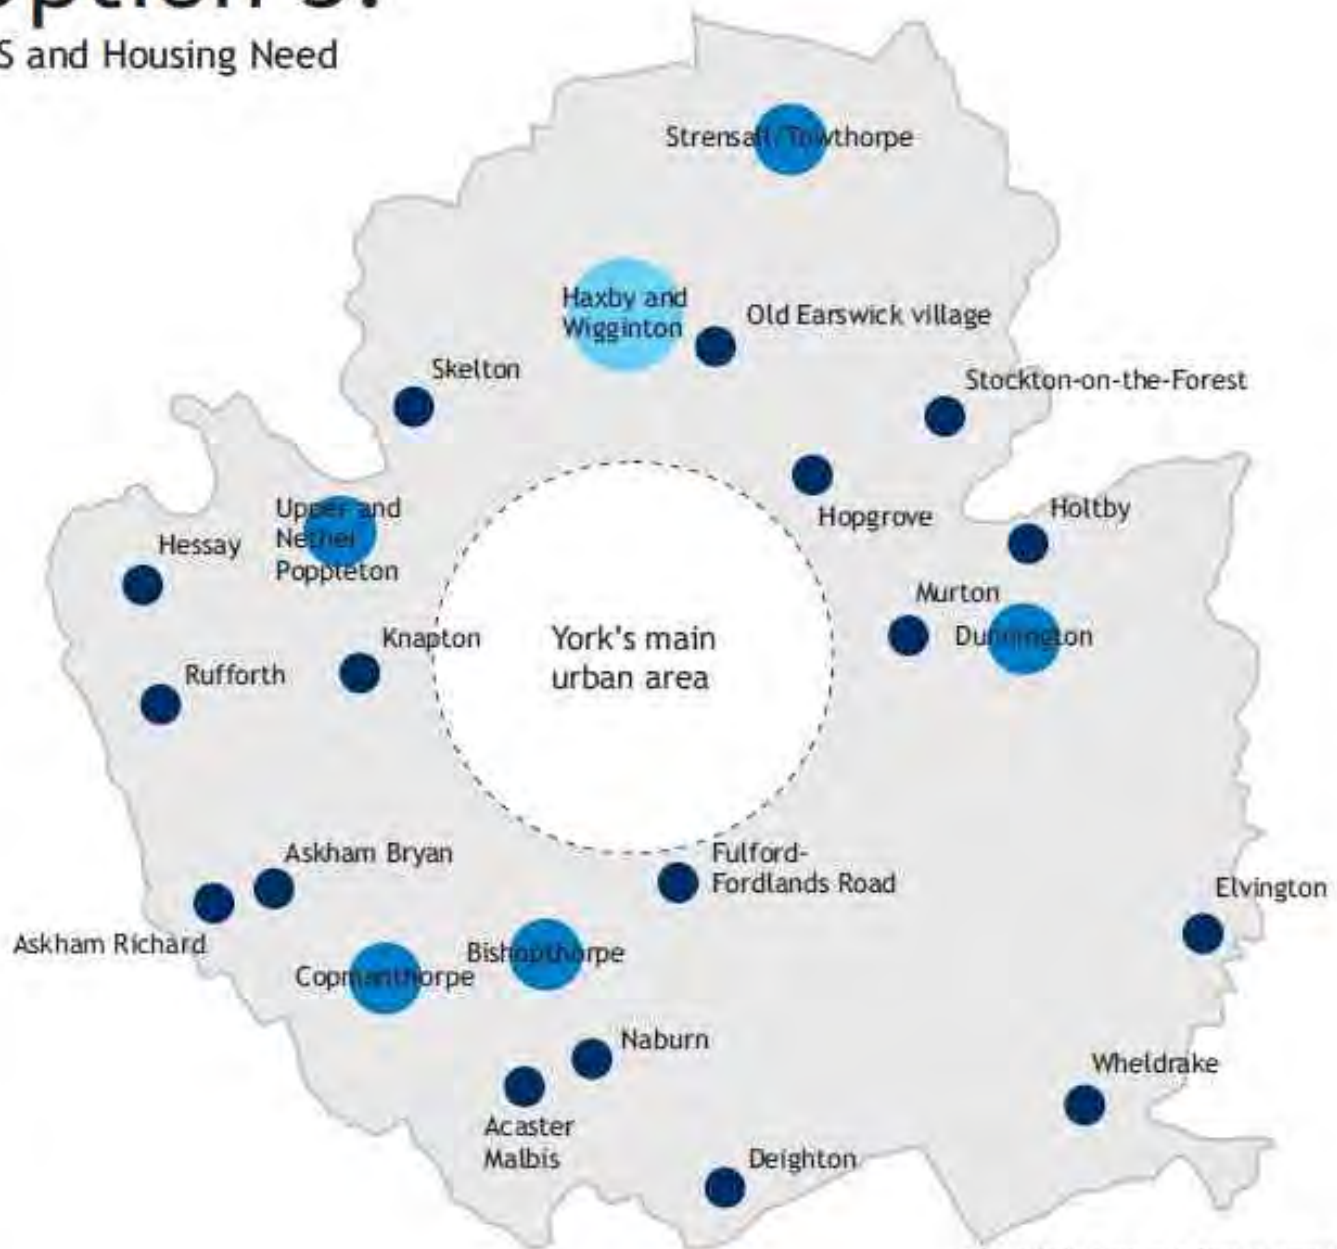 S and Housing Need
Strensall/Towthorpe
Haxby and
Wigginton
Old Earswick village
Skelton
Stockton-on-the-Forest
Upper and
Nether
Poppleton
Hopgrove
Holtby
Hessay
Murton
Dunnington
Knapton
York's main
urban area
Rufforth
Askham Bryan
Fulford-
Fordlands Road
Elvington
Askham Richard
Bishopthorpe
Copmanthorpe
Naburn
Wheldrake
Acaster
Malbis
Deighton